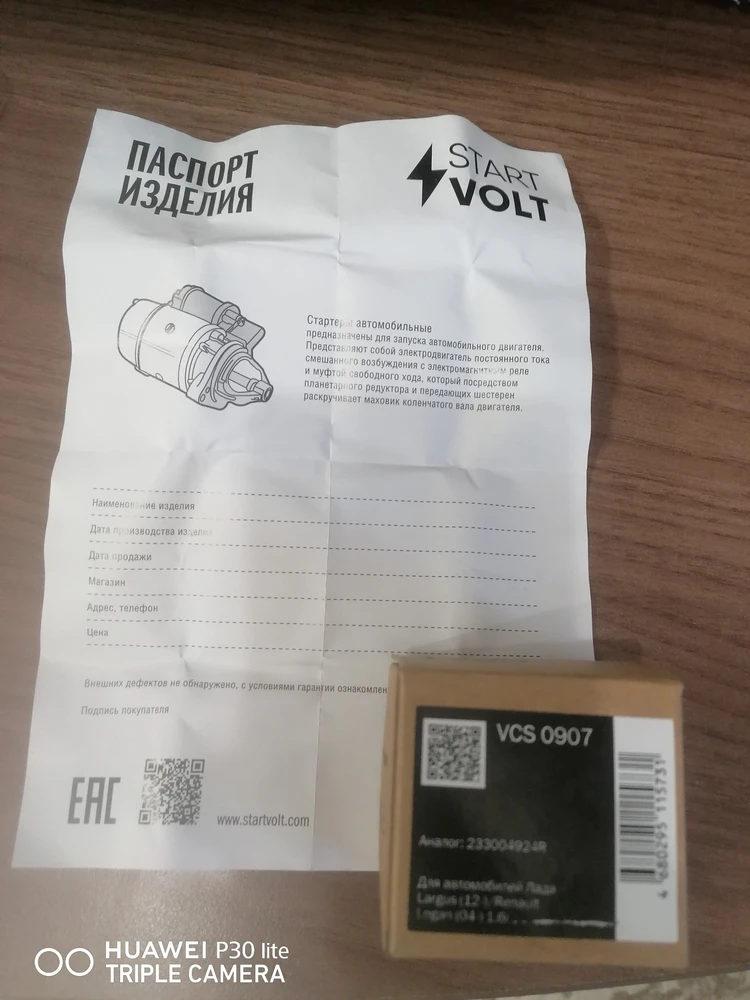 ПАСПОРТ
ИЗДЕЛИЯ
START
VOLT
Стартеры автомобильные
предназначены для запуска автомобильного двигателя.
Представляют собой электродвигатель постоянного тока
смешанного возбуждения с электромагнитным реле
и муфтой свободного хода, который посредством
планетарного редуктора и передающих шестерен
раскручивает маховик коленчатого вала двигателя.
Наименование изделия
Дата производства изделия
Дата продажи
Магазин
Адрес, телефон
Цена
Внешних дефектов не обнаружено, с условиями гарантии ознакомлен
Подпись покупателя
EAC
www.startvolt.com
VCS 0907
Аналог: 233004924R
Для автомобилей Лада
Largus (12-)/Renault
Logan (04-) 1.6i
4 680295 115731
HUAWEI P30 lite
TRIPLE CAMERA